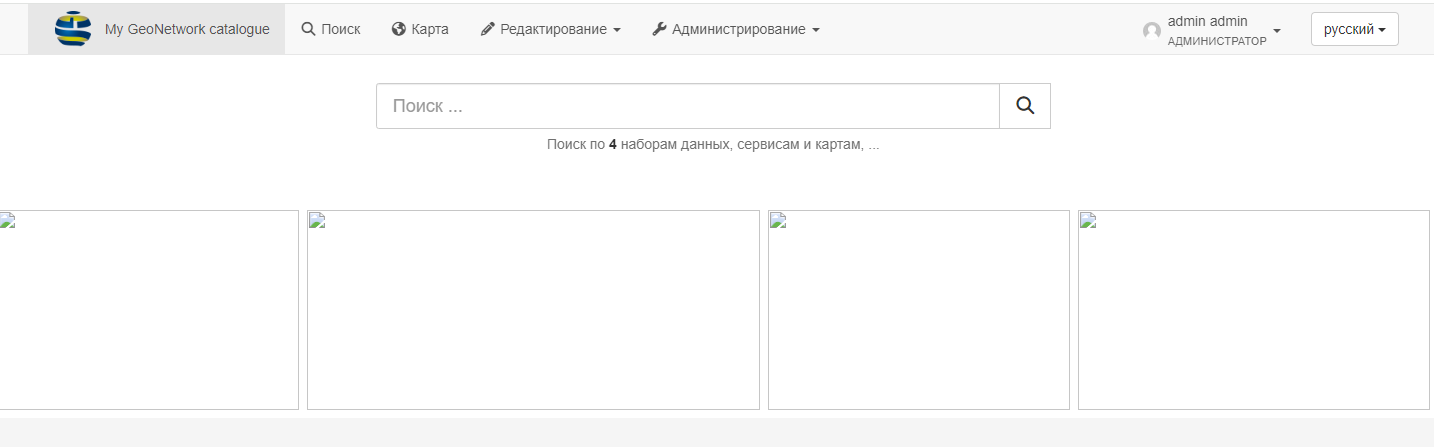 My GeoNetwork catalogue Поиск Карта Редактирование Администрирование admin admin АДМИНИСТРАТОР русский
Поиск ...
Поиск по 4 наборам данных, сервисам и картам, ...